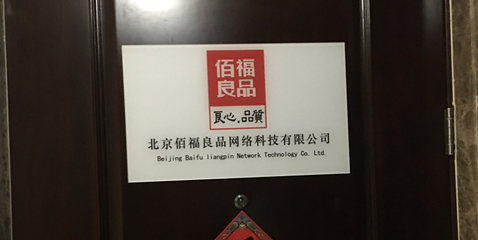 佰福
良品
良心.品質
北京佰福良品网络科技有限公司
Beijing Baifu liangpin Network Technology Co. Ltd.